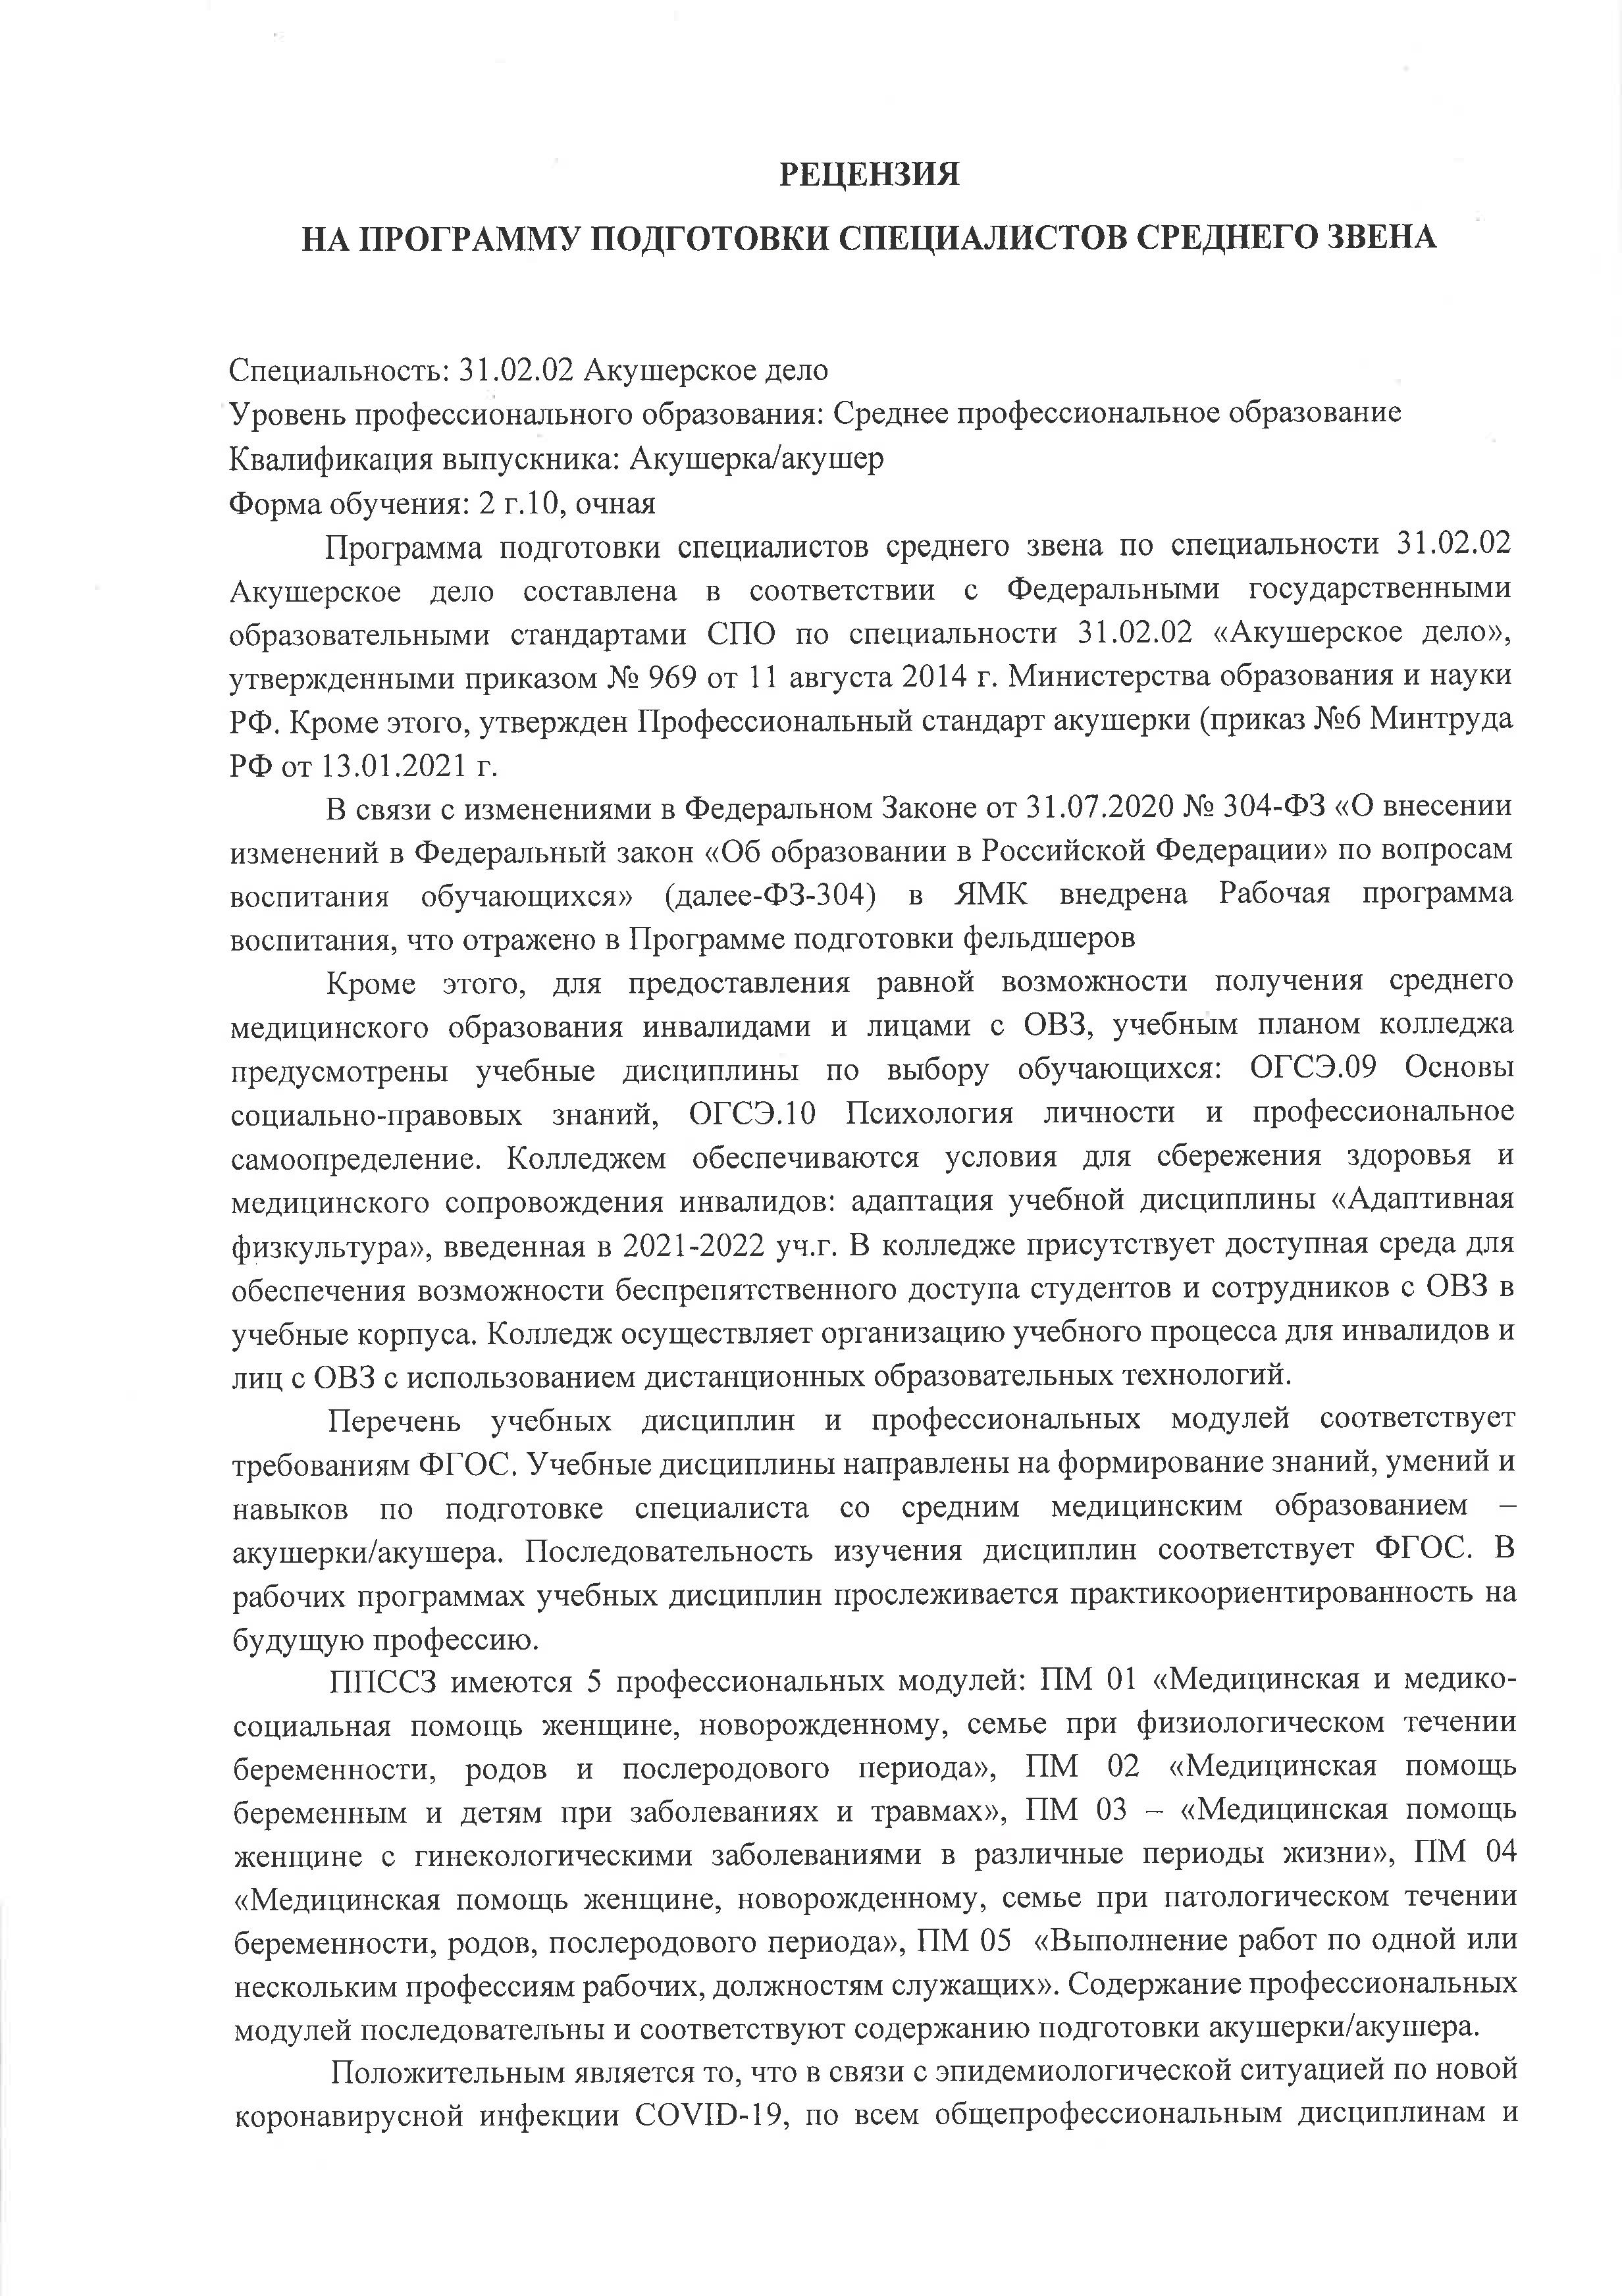 РЕЦЕНЗИЯ
НА ПРОГРАММУ ПОДГОТОВКИ СПЕЦИАЛИСТОВ СРЕДНЕГО ЗВЕНА
Специальность: 31.02.02 Акушерское дело
Уровень профессионального образования: Среднее профессиональное образование
Квалификация выпускника: Акушерка/акушер
Форма обучения: 2 г.10, очная
Программа подготовки специалистов среднего звена по специальности 31.02.02
Акушерское дело составлена в соответствии с Федеральными государственными
образовательными стандартами СПО по специальности 31.02.02 «Акушерское дело»,
утвержденными приказом № 969 от 11 августа 2014 г. Министерства образования и науки
РФ. Кроме этого, утвержден Профессиональный стандарт акушерки (приказ №6 Минтруда
РФ от 13.01.2021 г.
В связи с изменениями в Федеральном Законе от 31.07.2020 № 304-ФЗ «О внесении
изменений в Федеральный закон «Об образовании в Российской Федерации» по вопросам
воспитания обучающихся» (далее-ФЗ-304) в ЯМК внедрена Рабочая программа
воспитания, что отражено в Программе подготовки фельдшеров
Кроме этого, для предоставления равной возможности получения среднего
медицинского образования инвалидами и лицами с ОВЗ, учебным планом колледжа
предусмотрены учебные дисциплины по выбору обучающихся: ОГСЭ.09 Основы
социально-правовых знаний, ОГСЭ.10 Психология личности и профессиональное
самоопределение. Колледжем обеспечиваются условия для сбережения здоровья и
медицинского сопровождения инвалидов: адаптация учебной дисциплины «Адаптивная
физкультура», введенная в 2021-2022 уч.г. В колледже присутствует доступная среда для
обеспечения возможности беспрепятственного доступа студентов и сотрудников с ОВЗ в
учебные корпуса. Колледж осуществляет организацию учебного процесса для инвалидов и
лиц с ОВЗ с использованием дистанционных образовательных технологий.
Перечень учебных дисциплин и профессиональных модулей соответствует
требованиям ФГОС. Учебные дисциплины направлены на формирование знаний, умений и
навыков по подготовке специалиста со средним медицинским образованием –
акушерки/акушера. Последовательность изучения дисциплин соответствует ФГОС. В
рабочих программах учебных дисциплин прослеживается практикоориентированность на
будущую профессию.
ППССЗ имеются 5 профессиональных модулей: ПМ 01 «Медицинская и медико-
социальная помощь женщине, новорожденному, семье при физиологическом течении
беременности, родов и послеродового периода», ПМ 02 «Медицинская помощь
беременным и детям при заболеваниях и травмах», ПМ 03 – «Медицинская помощь
женщине с гинекологическими заболеваниями в различные периоды жизни», ПМ 04
«Медицинская помощь женщине, новорожденному, семье при патологическом течении
беременности, родов, послеродового периода», ПМ 05 «Выполнение работ по одной или
нескольким профессиям рабочих, должностям служащих». Содержание профессиональных
модулей последовательны и соответствуют содержанию подготовки акушерки/акушера.
Положительным является то, что в связи с эпидемиологической ситуацией по новой
коронавирусной инфекции COVID-19, по всем общепрофессиональным дисциплинам и